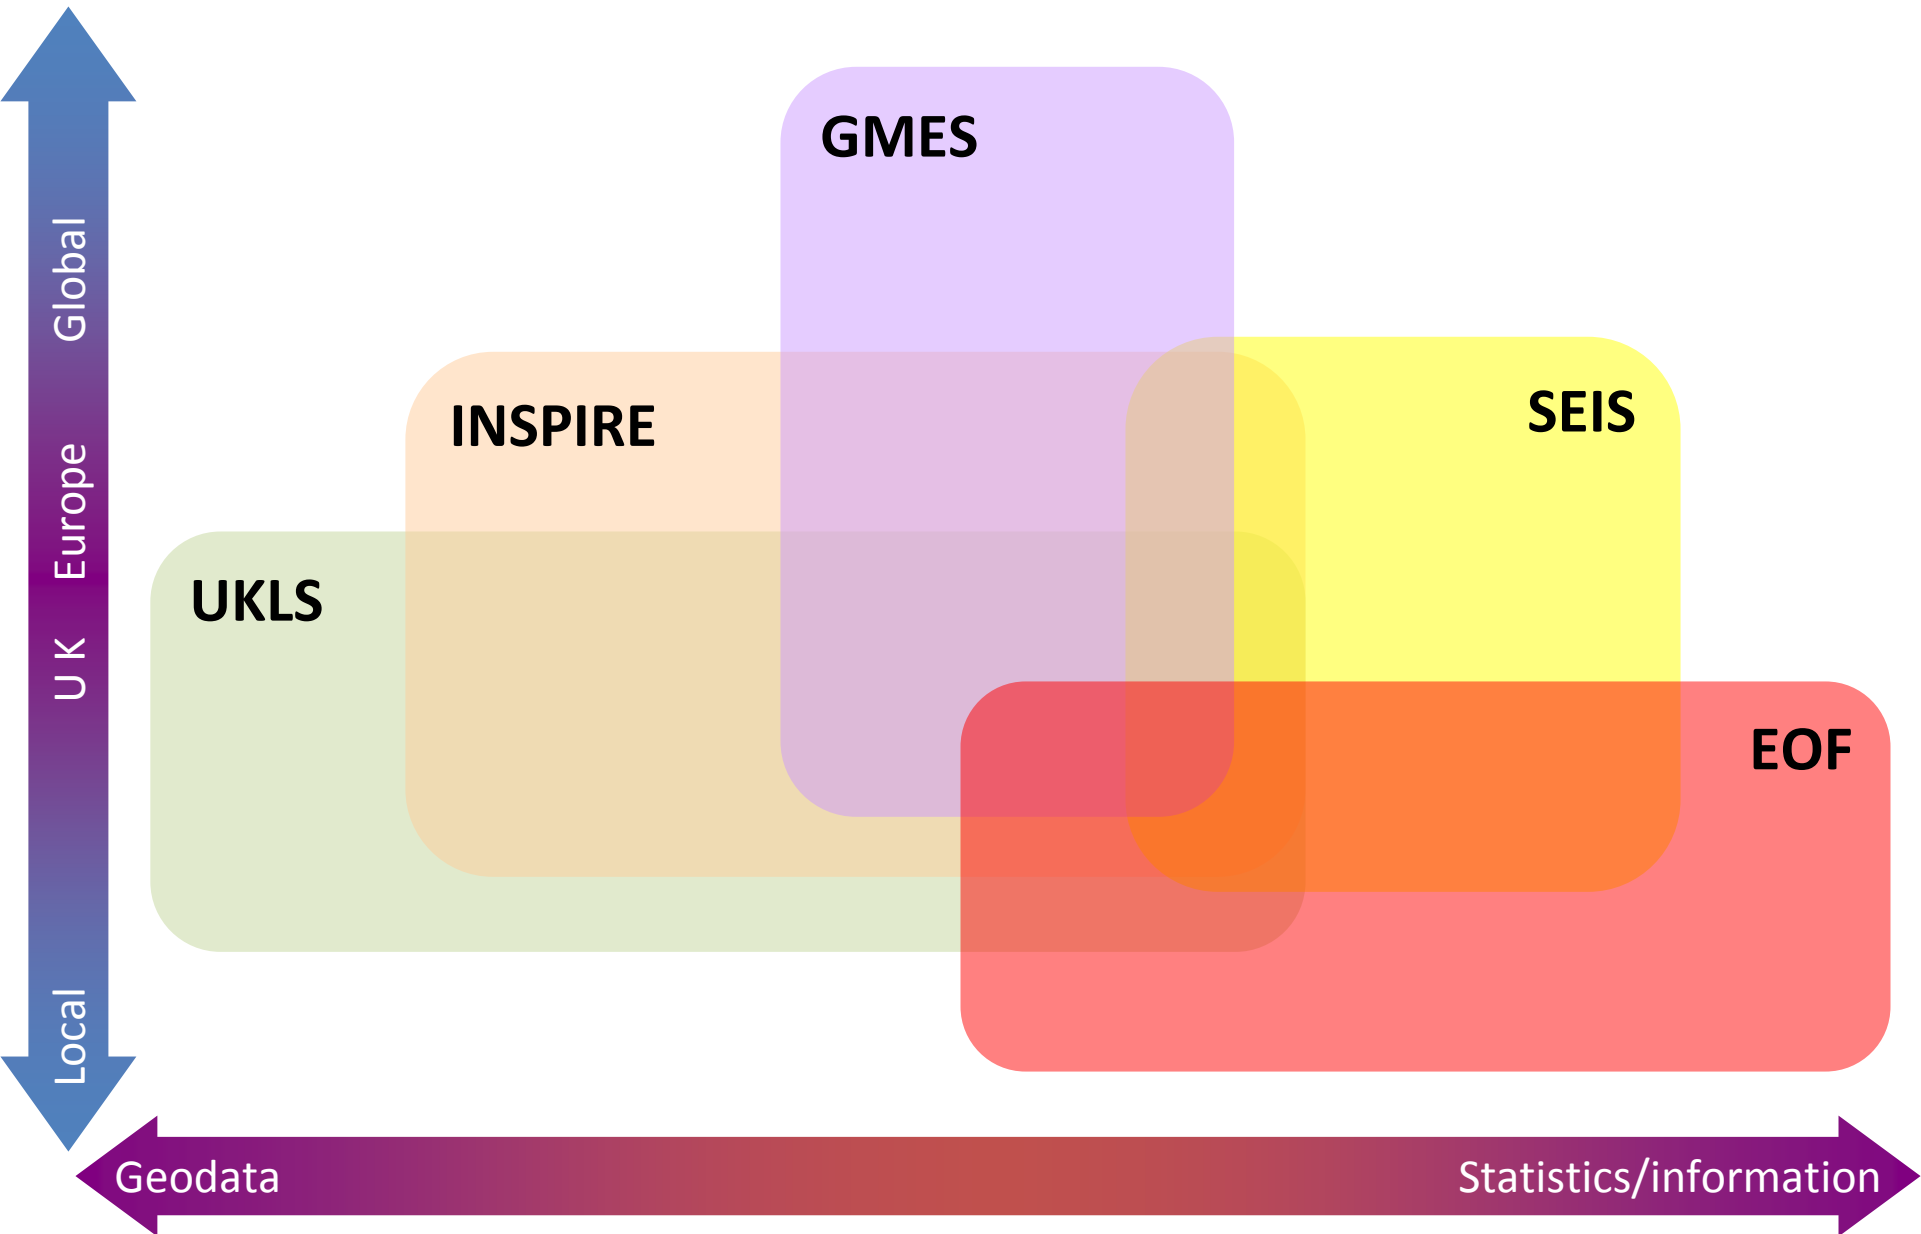 GMES
INSPIRE
SEIS
UKLS
EOF
Global
Europe
U K
Local
Geodata
Statistics/information